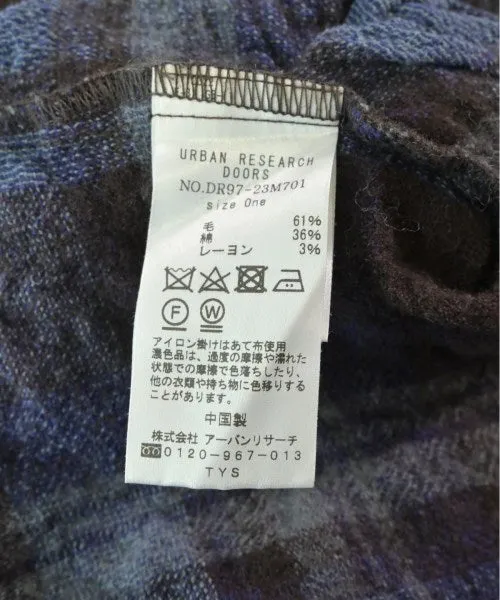 URBAN RESEARCH
DOORS
NO.DR97-23M701
Size One
毛 61%
綿 36%
レーヨン 3%
F W
アイロン掛けはあて布使用
濃色品は、過度の摩擦や濡れた
状態での摩擦で色落ちしたり、
他の衣類や持ち物に色移りする
ことがあります。
中国製
株式会社 アーバンリサーチ
0120-967-013
TYS